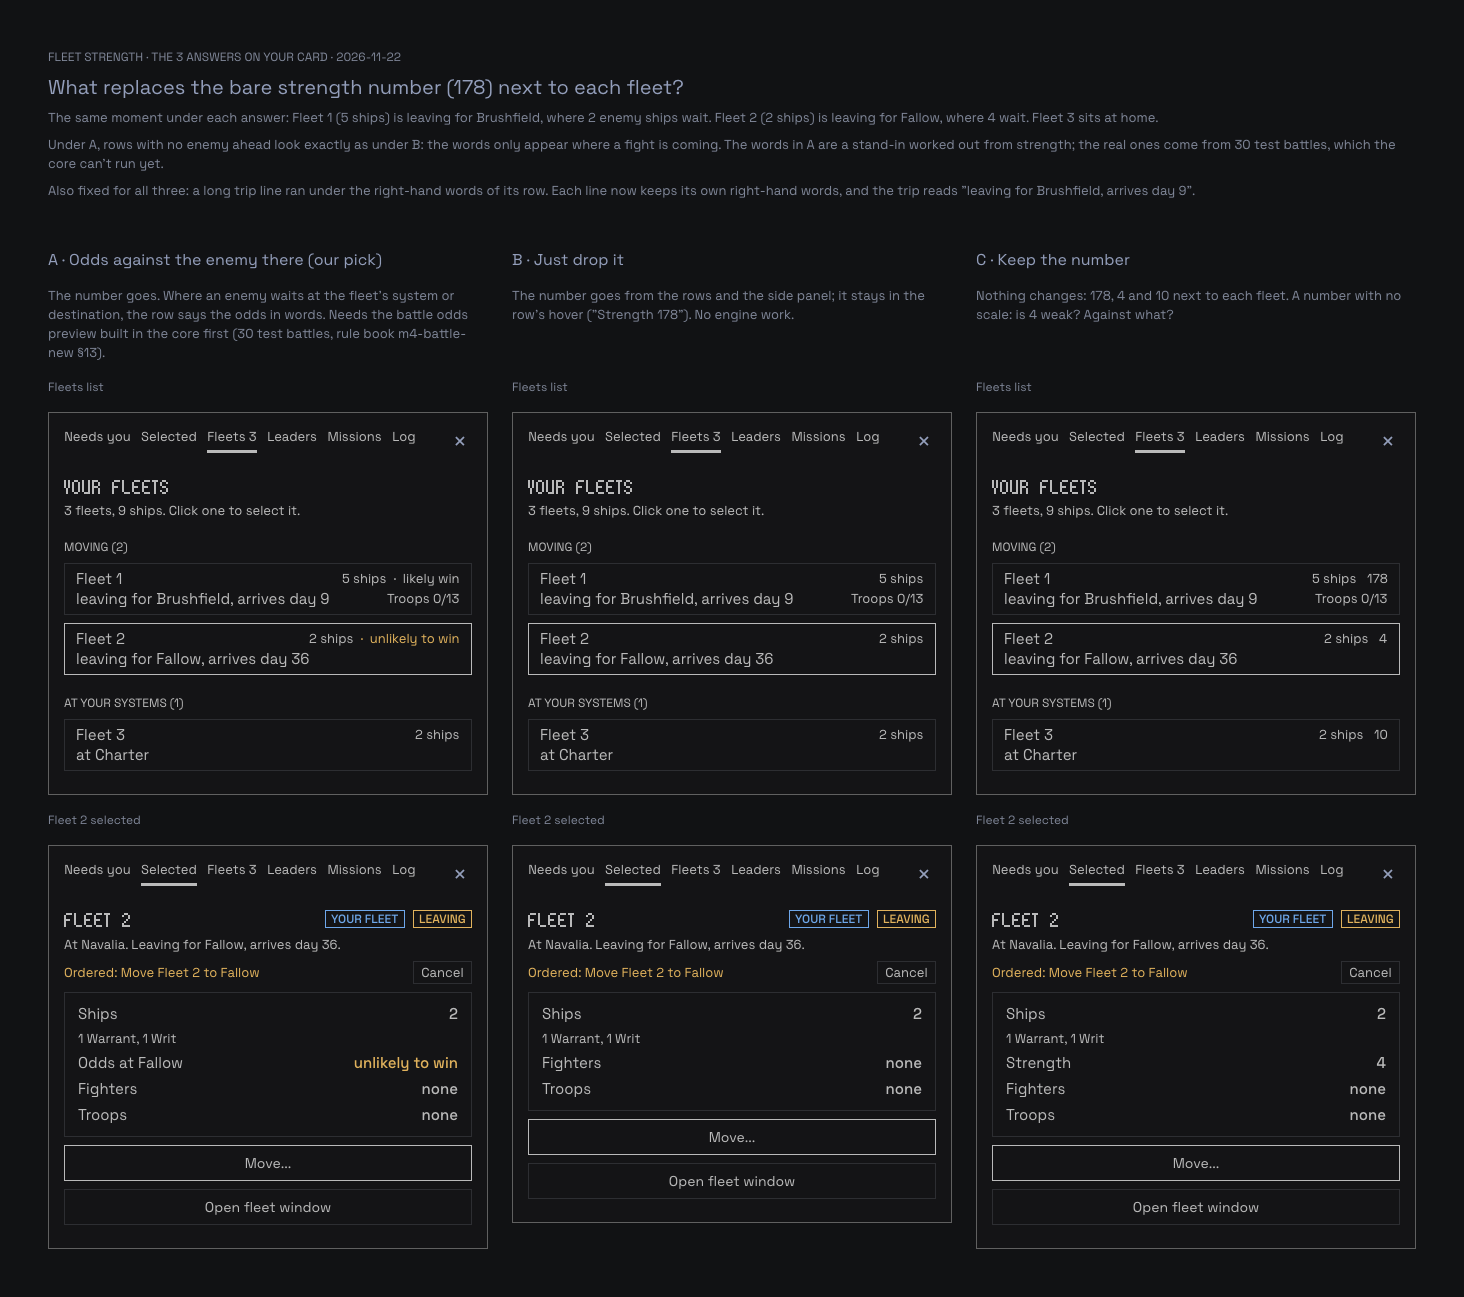 FLEET STRENGTH · THE 3 ANSWERS ON YOUR CARD · 2026-11-22
What replaces the bare strength number (178) next to each fleet?
The same moment under each answer: Fleet 1 (5 ships) is leaving for Brushfield, where 2 enemy ships wait. Fleet 2 (2 ships) is leaving for Fallow, where 4 wait. Fleet 3 sits at home.
Under A, rows with no enemy ahead look exactly as under B: the words only appear where a fight is coming. The words in A are a stand-in worked out from strength; the real ones come from 30 test battles, which the
core can't run yet.
Also fixed for all three: a long trip line ran under the right-hand words of its row. Each line now keeps its own right-hand words, and the trip reads "leaving for Brushfield, arrives day 9".
A · Odds against the enemy there (our pick)
The number goes. Where an enemy waits at the fleet's system or
destination, the row says the odds in words. Needs the battle odds
preview built in the core first (30 test battles, rule book m4-battle-
new §13).
Fleets list
Needs you Selected Fleets 3 Leaders Missions Log ×
YOUR FLEETS
3 fleets, 9 ships. Click one to select it.
MOVING (2)
Fleet 1 5 ships · likely win
leaving for Brushfield, arrives day 9 Troops 0/13
Fleet 2 2 ships · unlikely to win
leaving for Fallow, arrives day 36
AT YOUR SYSTEMS (1)
Fleet 3 2 ships
at Charter
Fleet 2 selected
Needs you Selected Fleets 3 Leaders Missions Log ×
FLEET 2 YOUR FLEET LEAVING
At Navalia. Leaving for Fallow, arrives day 36.
Ordered: Move Fleet 2 to Fallow Cancel
Ships 2
1 Warrant, 1 Writ
Odds at Fallow unlikely to win
Fighters none
Troops none
Move...
Open fleet window
B · Just drop it
The number goes from the rows and the side panel; it stays in the
row's hover ("Strength 178"). No engine work.
Fleets list
Needs you Selected Fleets 3 Leaders Missions Log ×
YOUR FLEETS
3 fleets, 9 ships. Click one to select it.
MOVING (2)
Fleet 1 5 ships
leaving for Brushfield, arrives day 9 Troops 0/13
Fleet 2 2 ships
leaving for Fallow, arrives day 36
AT YOUR SYSTEMS (1)
Fleet 3 2 ships
at Charter
Fleet 2 selected
Needs you Selected Fleets 3 Leaders Missions Log ×
FLEET 2 YOUR FLEET LEAVING
At Navalia. Leaving for Fallow, arrives day 36.
Ordered: Move Fleet 2 to Fallow Cancel
Ships 2
1 Warrant, 1 Writ
Fighters none
Troops none
Move...
Open fleet window
C · Keep the number
Nothing changes: 178, 4 and 10 next to each fleet. A number with no
scale: is 4 weak? Against what?
Fleets list
Needs you Selected Fleets 3 Leaders Missions Log ×
YOUR FLEETS
3 fleets, 9 ships. Click one to select it.
MOVING (2)
Fleet 1 5 ships 178
leaving for Brushfield, arrives day 9 Troops 0/13
Fleet 2 2 ships 4
leaving for Fallow, arrives day 36
AT YOUR SYSTEMS (1)
Fleet 3 2 ships 10
at Charter
Fleet 2 selected
Needs you Selected Fleets 3 Leaders Missions Log ×
FLEET 2 YOUR FLEET LEAVING
At Navalia. Leaving for Fallow, arrives day 36.
Ordered: Move Fleet 2 to Fallow Cancel
Ships 2
1 Warrant, 1 Writ
Strength 4
Fighters none
Troops none
Move...
Open fleet window